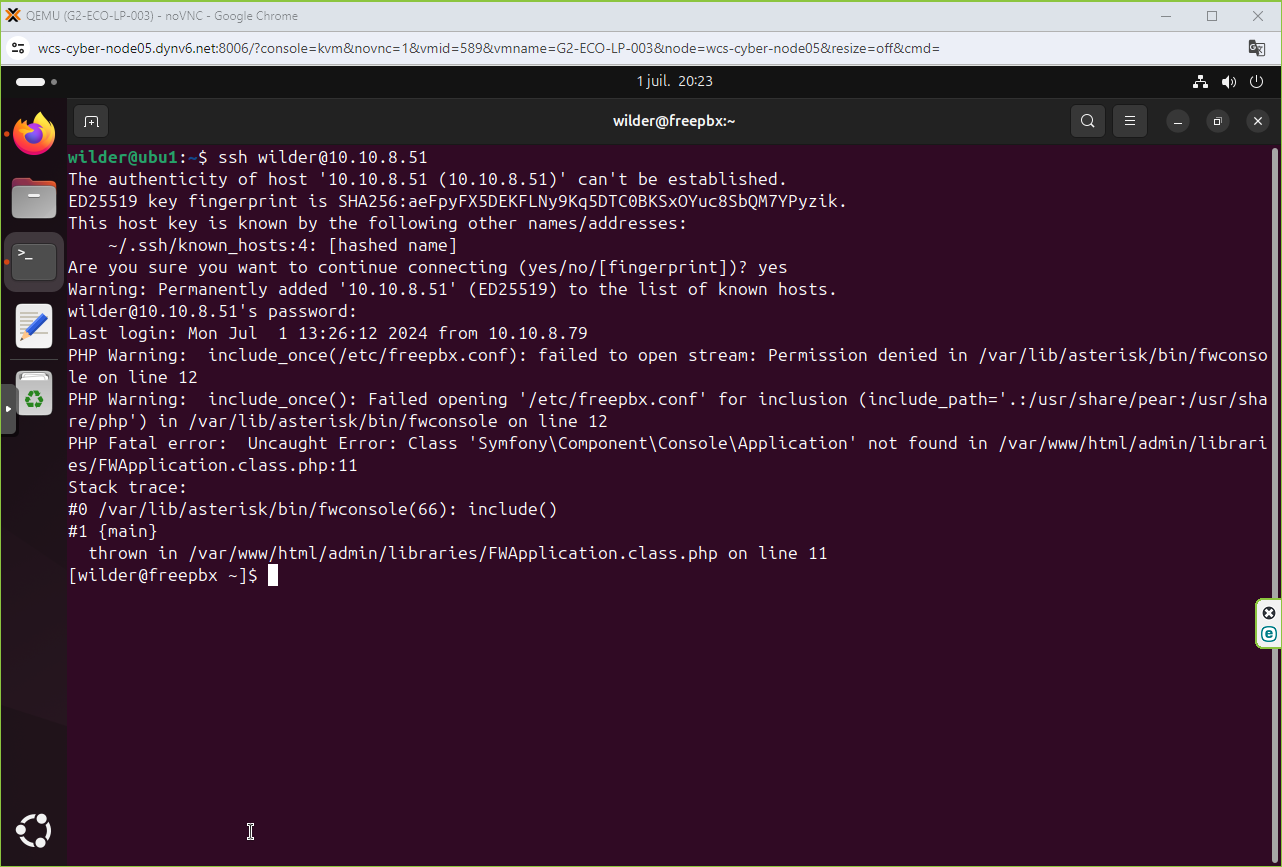 QEMU (G2-ECO-LP-003) - noVNC - Google Chrome
wcs-cyber-node05.dynv6.net:8006/?console=kvm&novnc=1&vmid=589&vmname=G2-ECO-LP-003&node=wcs-cyber-node05&resize=off&cmd=
1 juil. 20:23
wilder@freepbx:~
wilder@ubu1:~$ ssh wilder@10.10.8.51
The authenticity of host '10.10.8.51 (10.10.8.51)' can't be established.
ED25519 key fingerprint is SHA256:aeFpyFX5DEKFLNy9Kq5DTC0BKSxOYuc8SbQM7YPyzik.
This host key is known by the following other names/addresses:
    ~/.ssh/known_hosts:4: [hashed name]
Are you sure you want to continue connecting (yes/no/[fingerprint])? yes
Warning: Permanently added '10.10.8.51' (ED25519) to the list of known hosts.
wilder@10.10.8.51's password:
Last login: Mon Jul  1 13:26:12 2024 from 10.10.8.79
PHP Warning:  include_once(/etc/freepbx.conf): failed to open stream: Permission denied in /var/lib/asterisk/bin/fwconso
le on line 12
PHP Warning:  include_once(): Failed opening '/etc/freepbx.conf' for inclusion (include_path='.:/usr/share/pear:/usr/sha
re/php') in /var/lib/asterisk/bin/fwconsole on line 12
PHP Fatal error:  Uncaught Error: Class 'Symfony\Component\Console\Application' not found in /var/www/html/admin/librari
es/FWApplication.class.php:11
Stack trace:
#0 /var/lib/asterisk/bin/fwconsole(66): include()
#1 {main}
  thrown in /var/www/html/admin/libraries/FWApplication.class.php on line 11
[wilder@freepbx ~]$